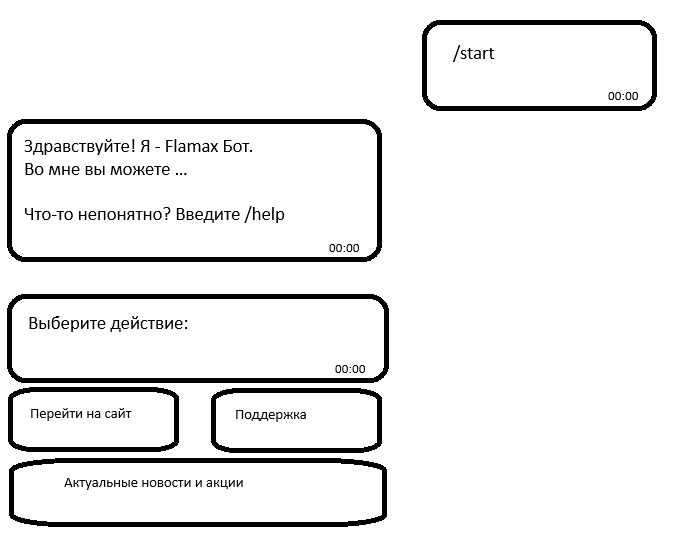 /start
00:00
Здравствуйте! Я - Flamax Бот.
Во мне вы можете ...
Что-то непонятно? Введите /help
00:00
Выберите действие:
00:00
Перейти на сайт
Поддержка
Актуальные новости и акции